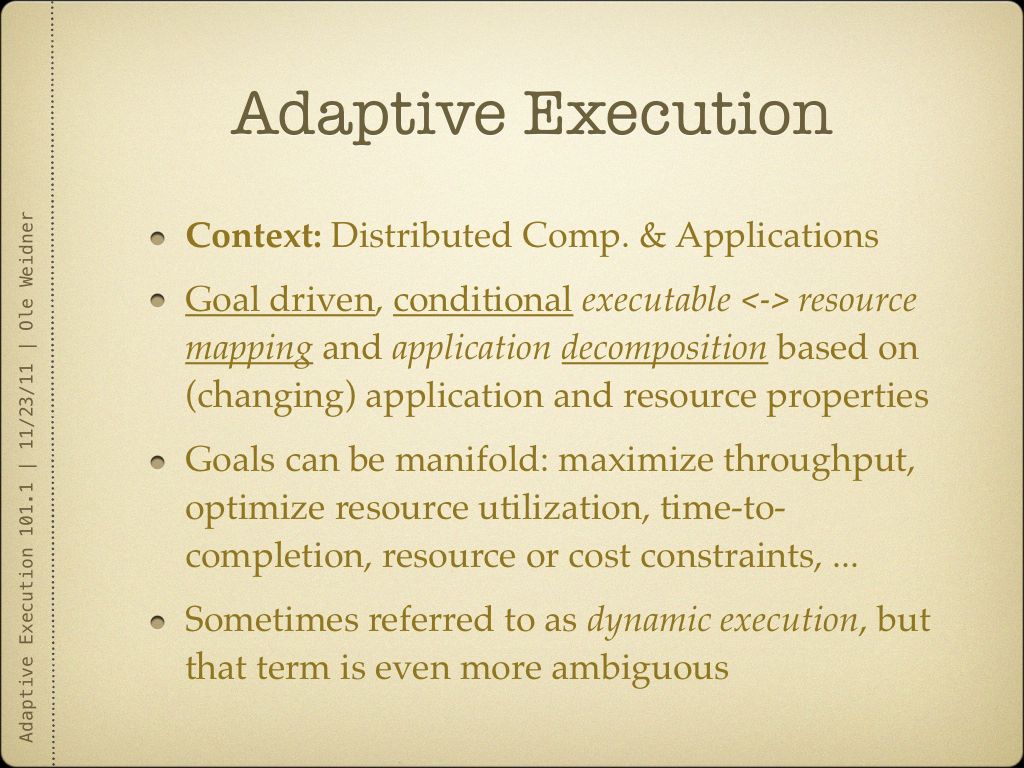 Adaptive Execution
Context: Distributed Comp. & Applications
Goal driven, conditional executable <-> resource
mapping and application decomposition based on
(changing) application and resource properties
Goals can be manifold: maximize throughput,
optimize resource utilization, time-to-
completion, resource or cost constraints, ...
Sometimes referred to as dynamic execution, but
that term is even more ambiguous
Adaptive Execution 101.1 | 11/23/11 | Ole Weidner